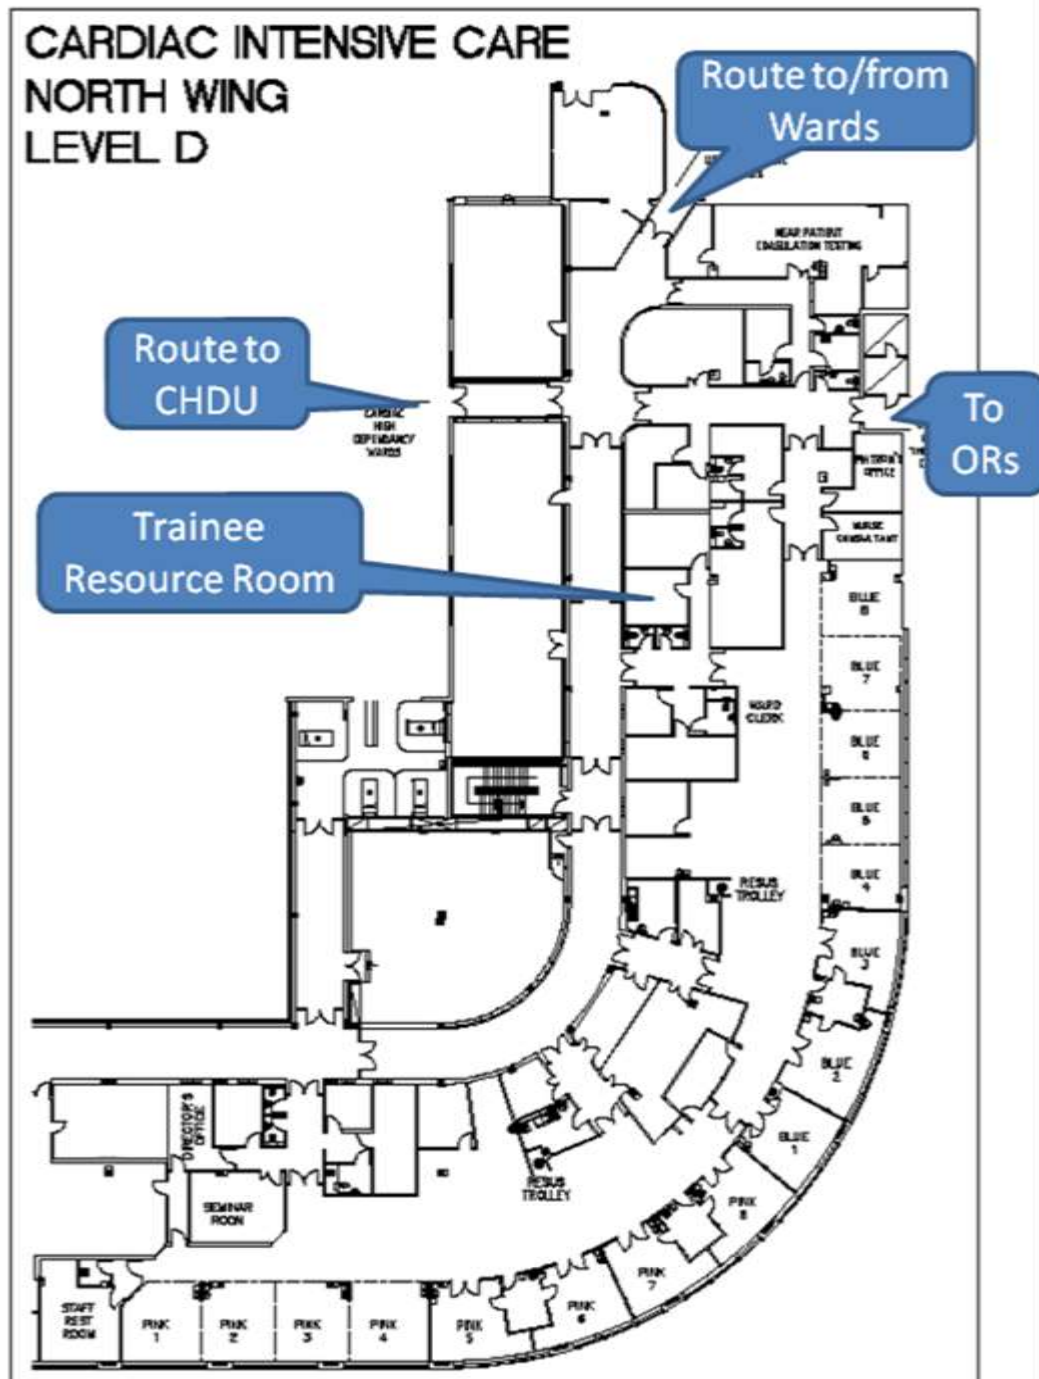 CARDIAC INTENSIVE CARE
NORTH WING
LEVEL D
Route to/from
Wards
NEAR PATIENT
COAGULATION TESTING
Route to
CHDU
CARDIAC
HIGH
DEPENDANCY
WARDS
To
ORs
OFFICE
NURSE
CONSULTANT
Trainee
Resource Room
BLUE
8
BLUE
7
WARD
CLERK
BLUE
6
BLUE
5
BLUE
4
RESUS
TROLLEY
BLUE
3
BLUE
2
BLUE
1
DIRECTOR'S
OFFICE
RESUS
TROLLEY
SEMINAR
ROOM
PINK
8
PINK
7
PINK
6
STAFF
REST
ROOM
PINK
1
PINK
2
PINK
3
PINK
4
PINK
5